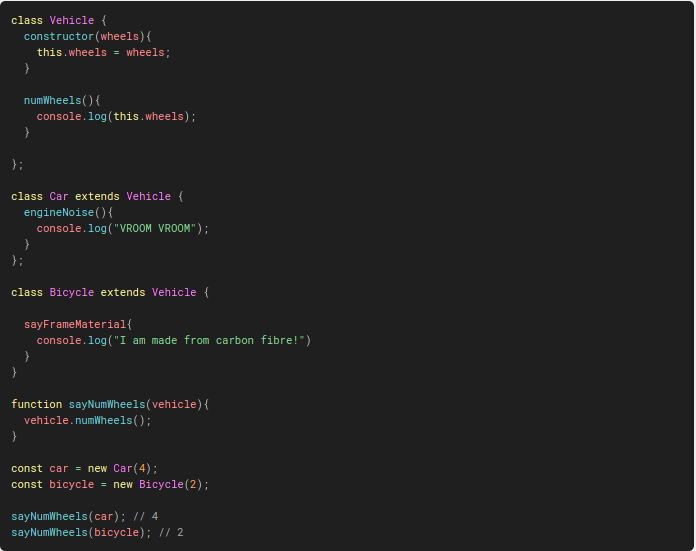 class Vehicle {
  constructor(wheels){
    this.wheels = wheels;
  }
  numWheels(){
    console.log(this.wheels);
  }
};
class Car extends Vehicle {
  engineNoise(){
    console.log("VROOM VROOM");
  }
};
class Bicycle extends Vehicle {
  sayFrameMaterial{
    console.log("I am made from carbon fibre!")
  }
}
function sayNumWheels(vehicle){
  vehicle.numWheels();
}
const car = new Car(4);
const bicycle = new Bicycle(2);
sayNumWheels(car); // 4
sayNumWheels(bicycle); // 2